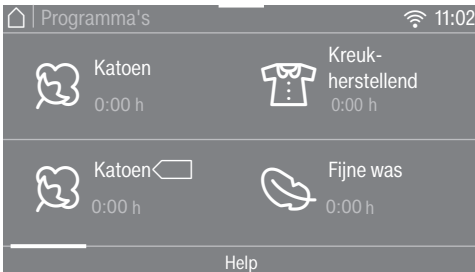 Programma's 11:02
Katoen
0:00 h
Kreuk-
herstellend
0:00 h
Katoen
0:00 h
Fijne was
0:00 h
Help